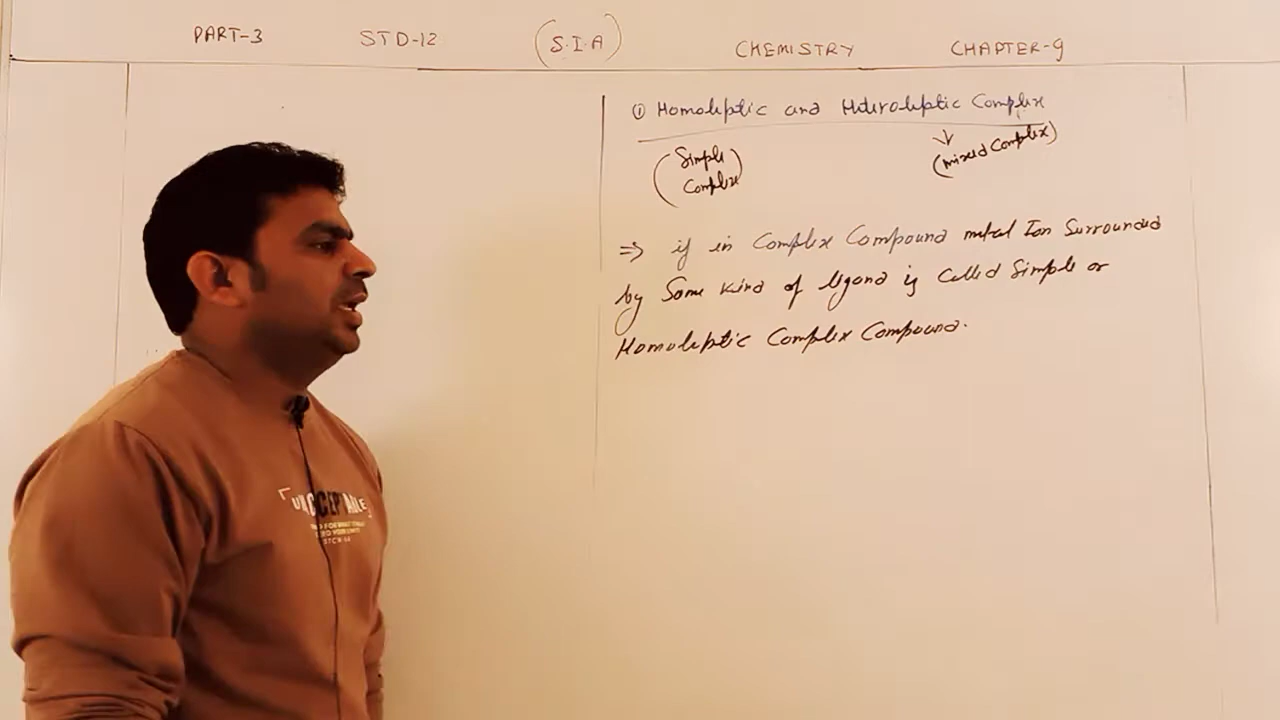 PART-3 STD-12 (S.I.A) CHEMISTRY CHAPTER-9
① Homoleptic and Heteroleptic Complex
(Simple Complex)
↓
(mixed Complex)
⇒ if in Complex Compound metal Ion Surrounded
by Same kind of ligand is called Simple or
Homoleptic Complex Compound.